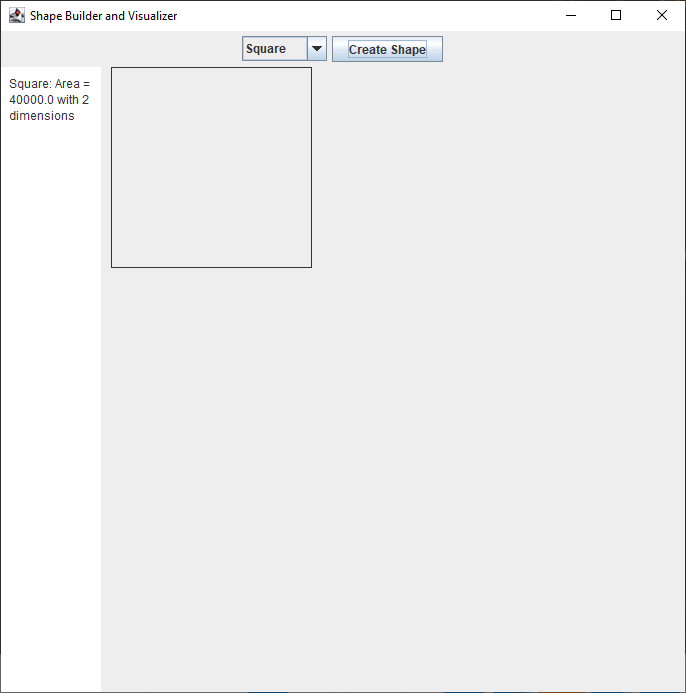 Shape Builder and Visualizer
Square
Create Shape
Square: Area =
40000.0 with 2
dimensions